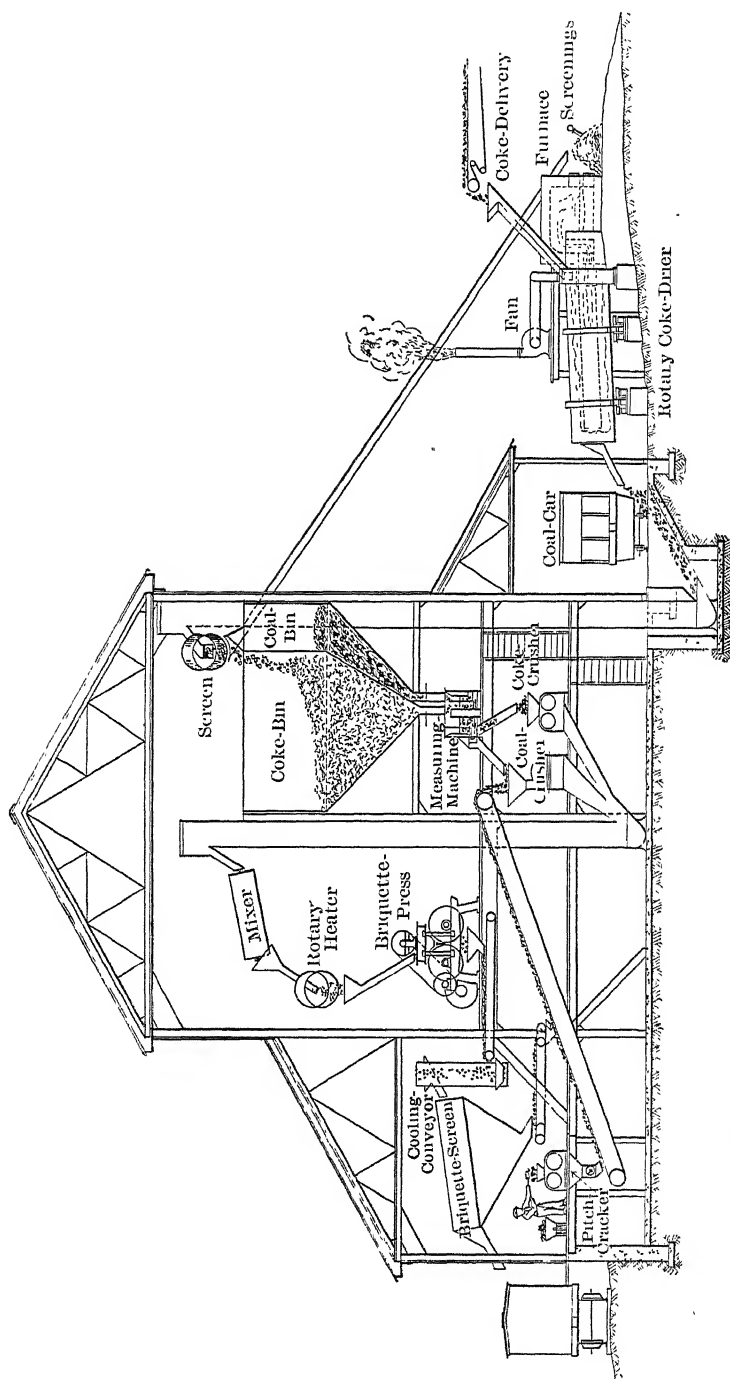 Screen
Coal-
Bin
Coke-Bin
Mixer
Rotary
Heater
Briquette-
Press
Measuring-
Machine
Coke-
Crusher
Coal-
Crusher
Cooling-
Conveyor
Briquette-Screen
Pitch-
Cracker
Coal-Car
Fan
Coke-Delivery
Furnace
Screenings
Rotary Coke-Drier